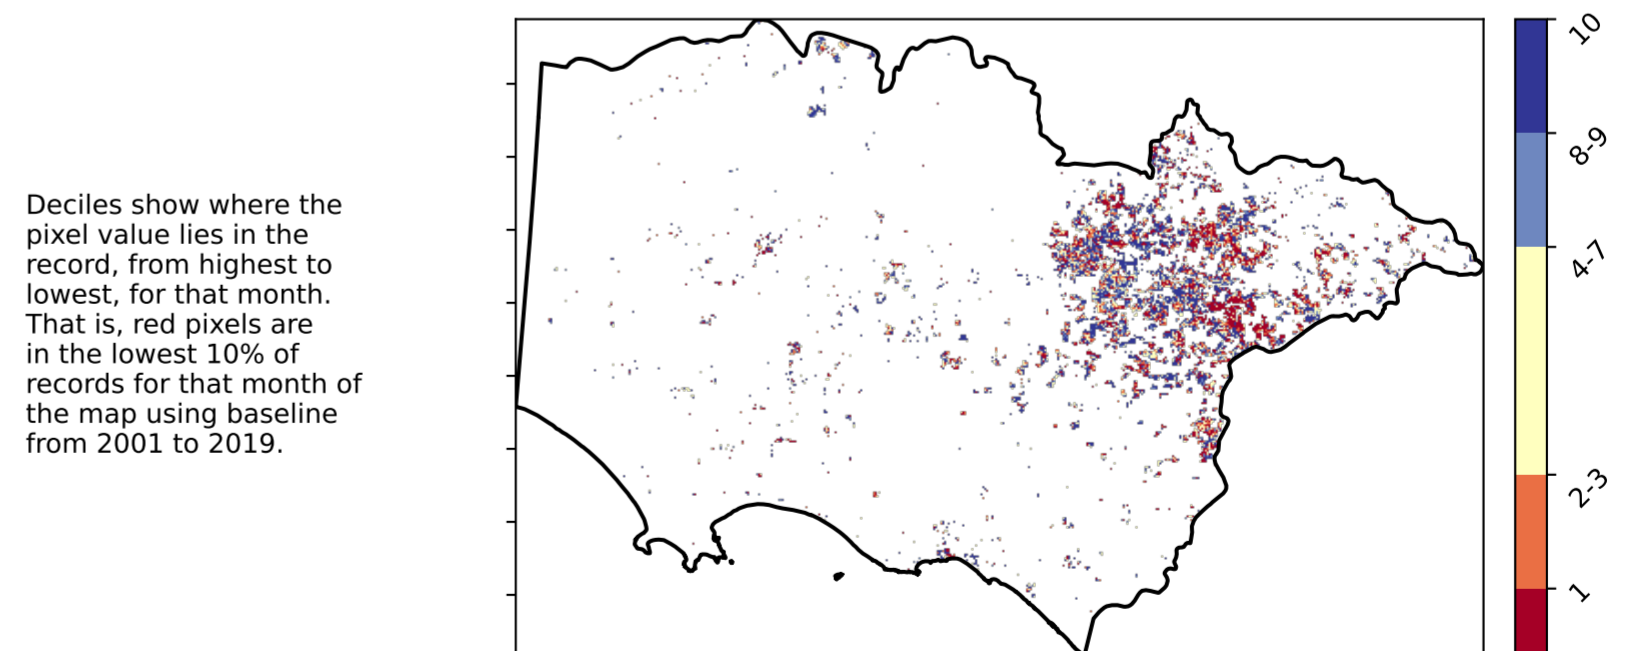 Deciles show where the
pixel value lies in the
record, from highest to
lowest, for that month.
That is, red pixels are
in the lowest 10% of
records for that month of
the map using baseline
from 2001 to 2019.
10
8-9
4-7
2-3
1